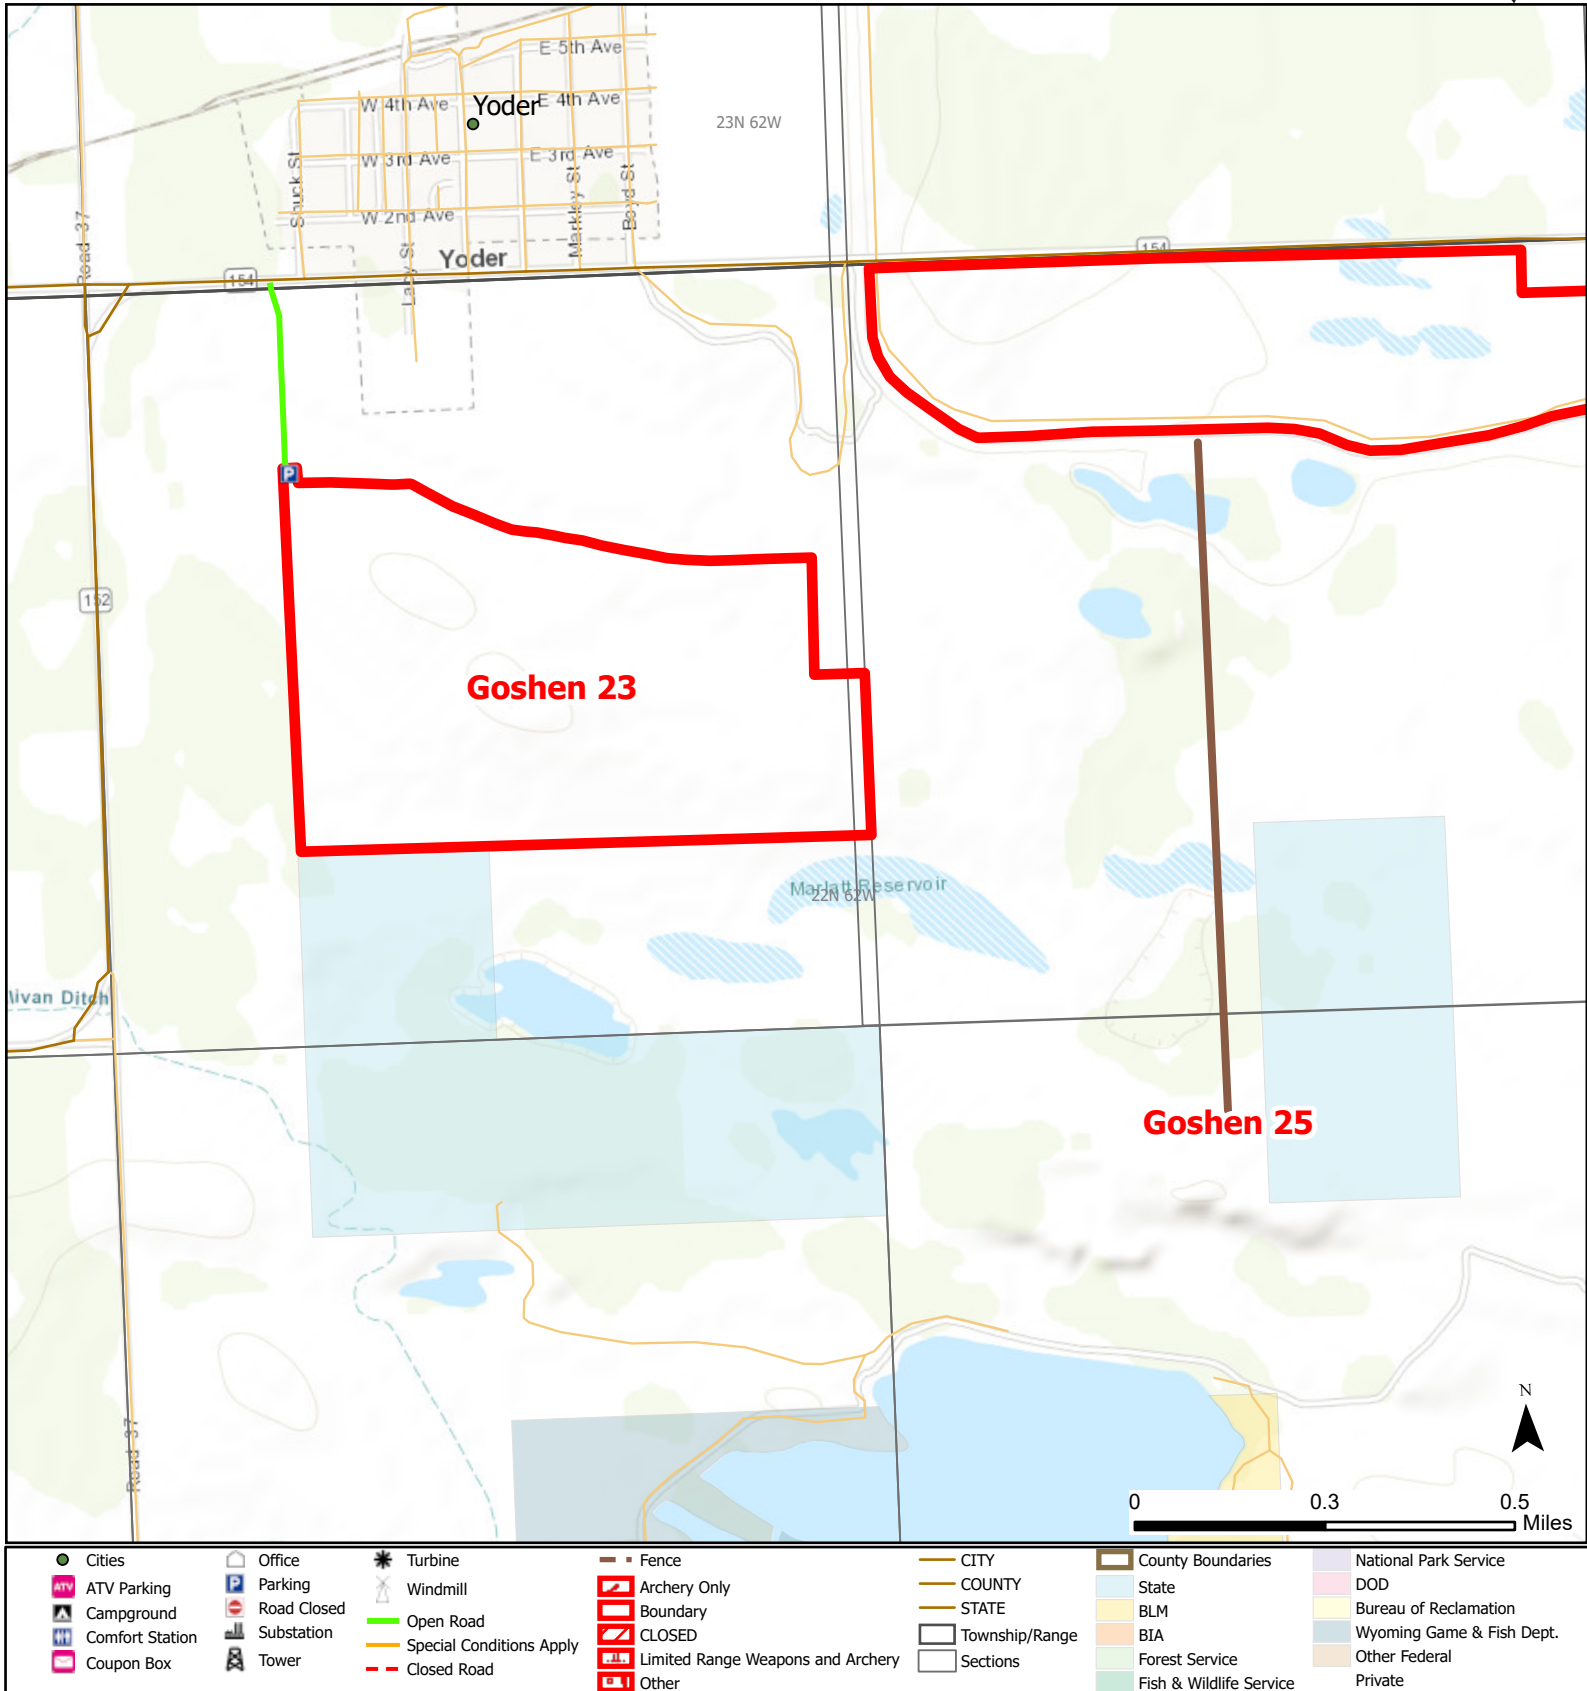 E 5th Ave
W 4th Ave
Yoder
E 4th Ave
23N 62W
W 3rd Ave
E 3rd Ave
Shuck St
Markley St
Boyd St
W 2nd Ave
Road 37
Lacy St
Yoder
154
154
P
152
Goshen 23
Marlatt Reservoir
22N 62W
livan Ditch
Goshen 25
Road 37
N
0 0.3 0.5
Miles
Cities
ATV ATV Parking
Campground
Comfort Station
Coupon Box
Office
P Parking
Road Closed
Substation
Tower
Turbine
Windmill
Open Road
Special Conditions Apply
Closed Road
Fence
Archery Only
Boundary
CLOSED
Limited Range Weapons and Archery
Other
CITY
COUNTY
STATE
Township/Range
Sections
County Boundaries
State
BLM
BIA
Forest Service
Fish & Wildlife Service
National Park Service
DOD
Bureau of Reclamation
Wyoming Game & Fish Dept.
Other Federal
Private